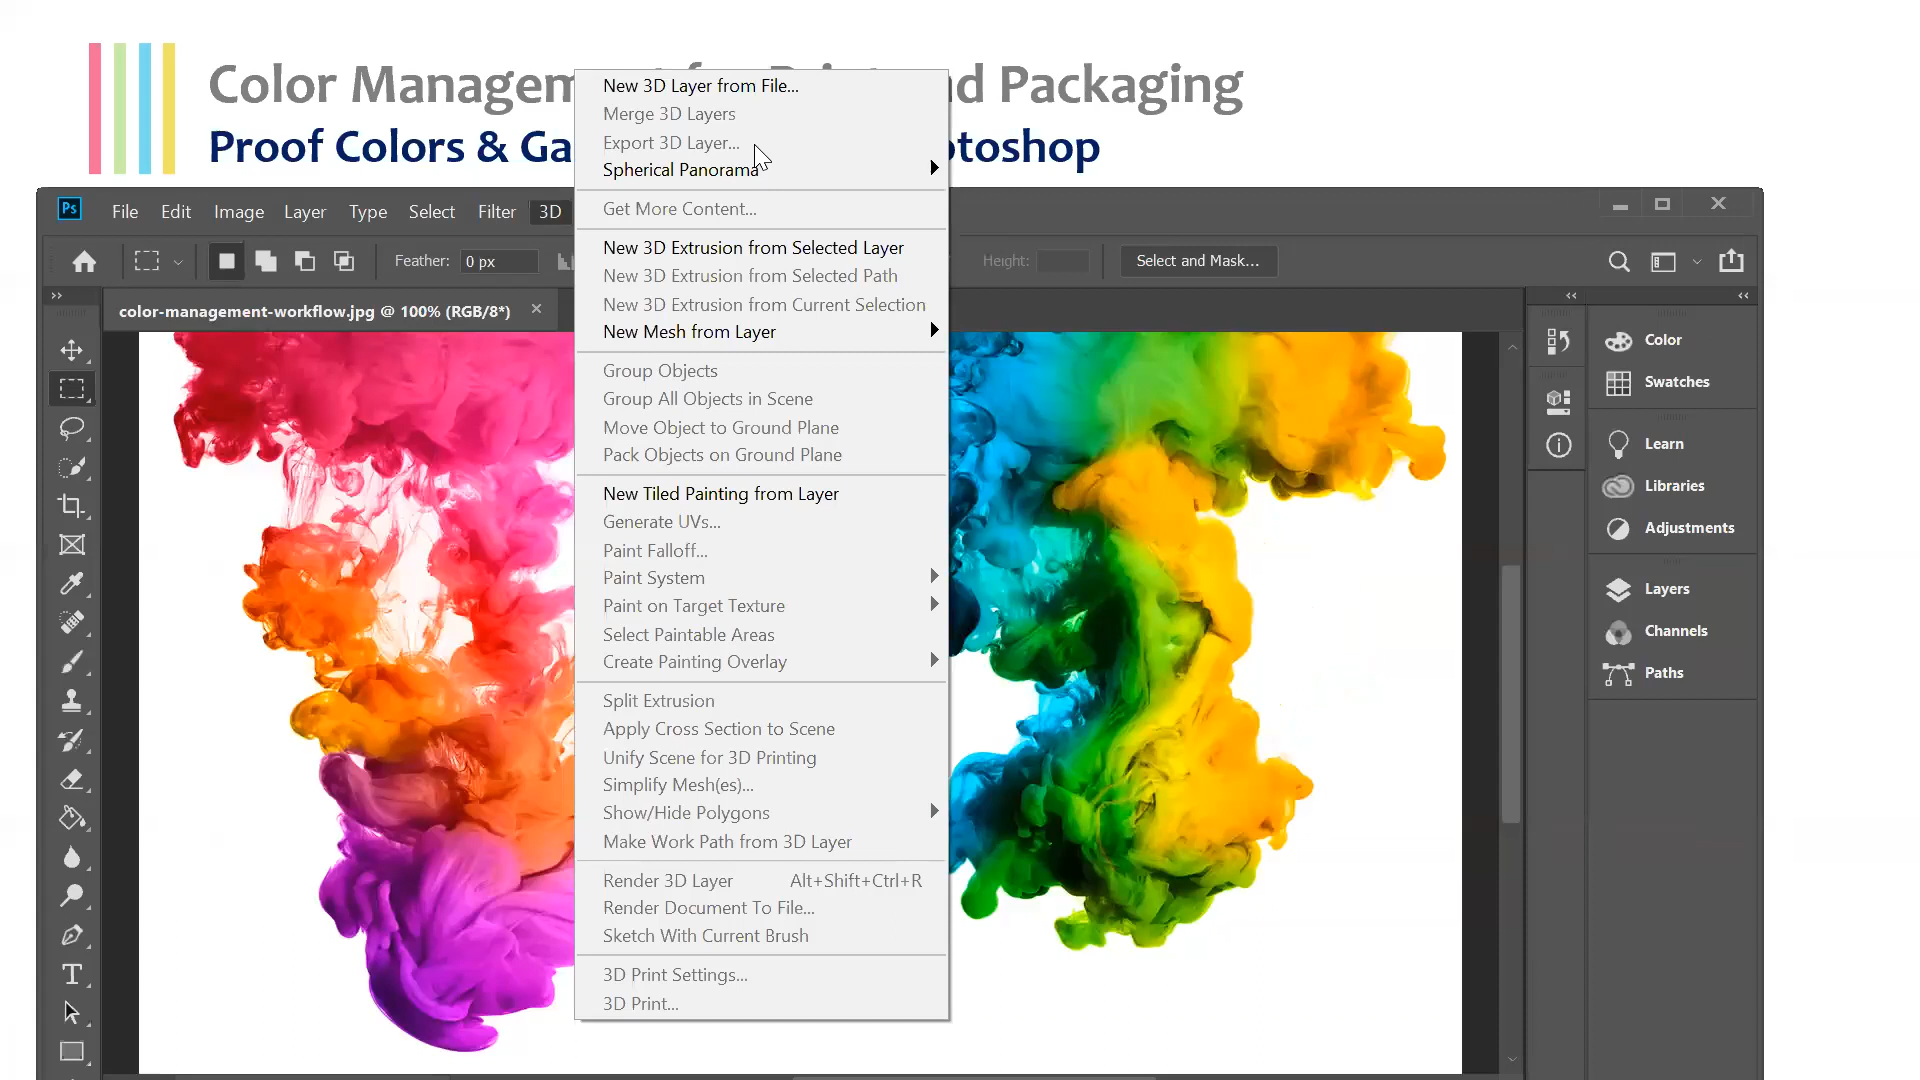 Color Managem
nd Packaging
Proof Colors & Ga
otoshop
Ps
File Edit Image Layer Type Select Filter 3D
Feather: 0 px
Height:
Select and Mask...
color-management-workflow.jpg @ 100% (RGB/8*)
New 3D Layer from File...
Merge 3D Layers
Export 3D Layer...
Spherical Panorama
Get More Content...
New 3D Extrusion from Selected Layer
New 3D Extrusion from Selected Path
New 3D Extrusion from Current Selection
New Mesh from Layer
Group Objects
Group All Objects in Scene
Move Object to Ground Plane
Pack Objects on Ground Plane
New Tiled Painting from Layer
Generate UVs...
Paint Falloff...
Paint System
Paint on Target Texture
Select Paintable Areas
Create Painting Overlay
Split Extrusion
Apply Cross Section to Scene
Unify Scene for 3D Printing
Simplify Mesh(es)...
Show/Hide Polygons
Make Work Path from 3D Layer
Render 3D Layer Alt+Shift+Ctrl+R
Render Document To File...
Sketch With Current Brush
3D Print Settings...
3D Print...
Color
Swatches
Learn
Libraries
Adjustments
Layers
Channels
Paths